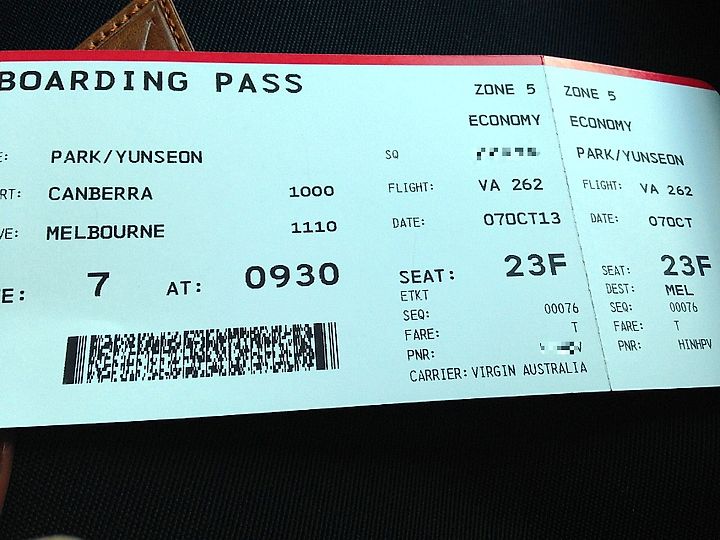 BOARDING PASS
E: PARK/YUNSEON
RT: CANBERRA 1000
VE: MELBOURNE 1110
E: 7 AT: 0930
ZONE 5
ECONOMY
SQ
FLIGHT: VA 262
DATE: 07OCT13
SEAT: 23F
ETKT
SEQ: 00076
FARE: T
PNR:
CARRIER: VIRGIN AUSTRALIA
ZONE 5
ECONOMY
PARK/YUNSEON
FLIGHT: VA 262
DATE: 07OCT
SEAT: 23F
DEST: MEL
SEQ: 00076
FARE: T
PNR: HINHPV